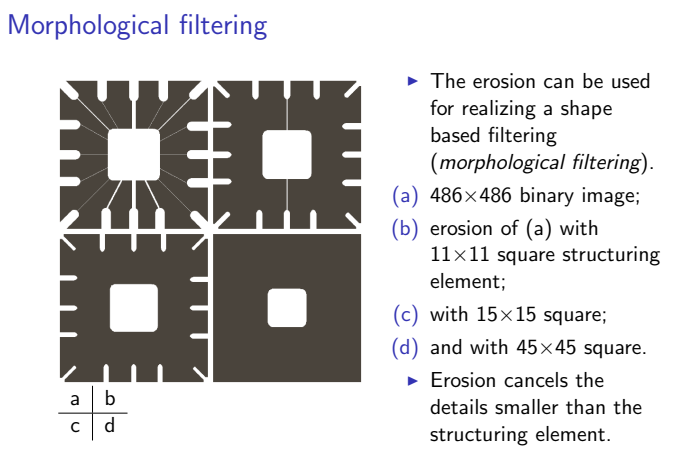 Morphological filtering
▶ The erosion can be used
for realizing a shape
based filtering
(morphological filtering).
(a) 486×486 binary image;
(b) erosion of (a) with
11×11 square structuring
element;
(c) with 15×15 square;
(d) and with 45×45 square.
▶ Erosion cancels the
details smaller than the
structuring element.
a b
c d